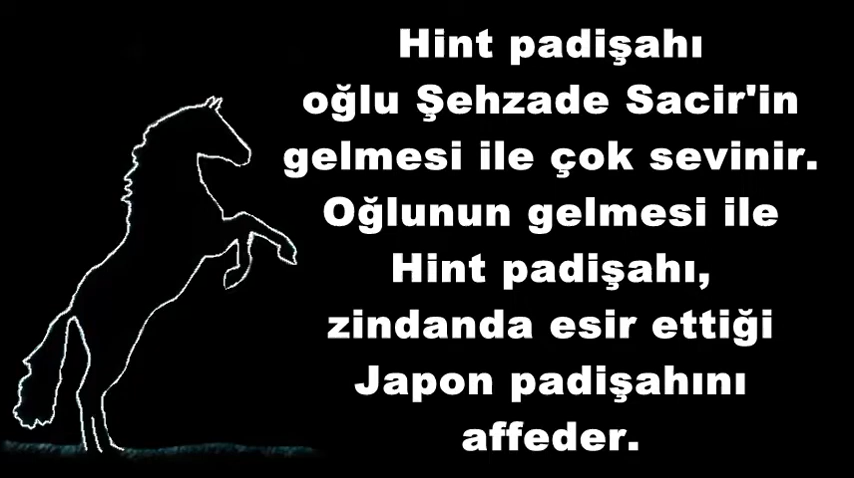 Hint padişahı
oğlu Şehzade Sacir'in
gelmesi ile çok sevinir.
Oğlunun gelmesi ile
Hint padişahı,
zindanda esir ettiği
Japon padişahını
affeder.